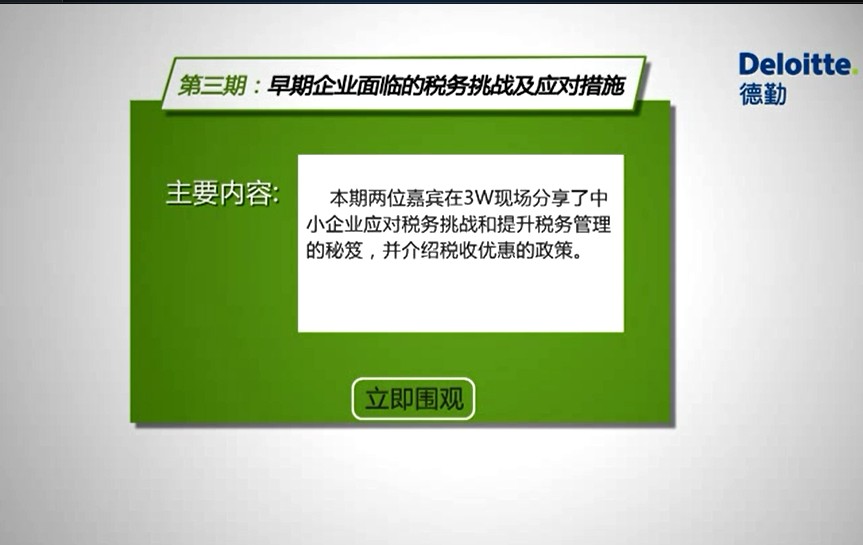 第三期：早期企业面临的税务挑战及应对措施
Deloitte.
德勤
主要内容:
本期两位嘉宾在3W现场分享了中
小企业应对税务挑战和提升税务管理
的秘笈，并介绍税收优惠的政策。
立即围观